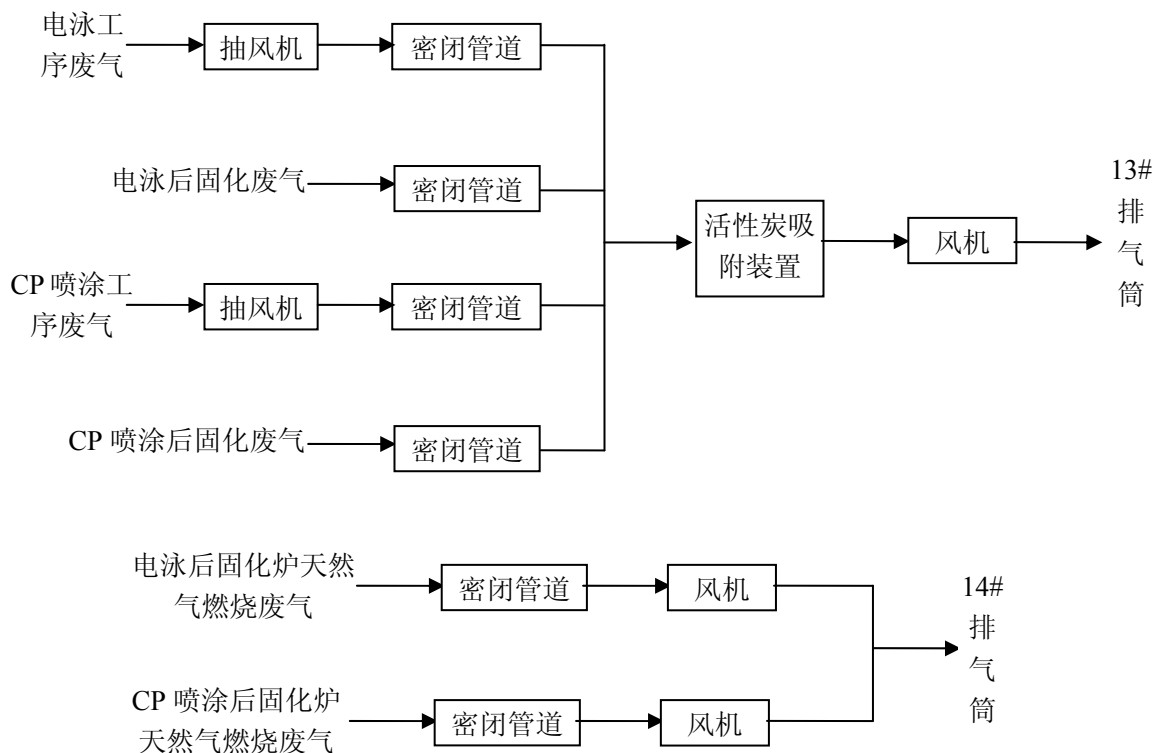 电泳工
序废气
抽风机
密闭管道
电泳后固化废气
密闭管道
CP 喷涂工
序废气
抽风机
密闭管道
CP 喷涂后固化废气
密闭管道
活性炭吸
附装置
风机
13#
排
气
筒
电泳后固化炉天然
气燃烧废气
密闭管道
风机
CP 喷涂后固化炉
天然气燃烧废气
密闭管道
风机
14#
排
气
筒